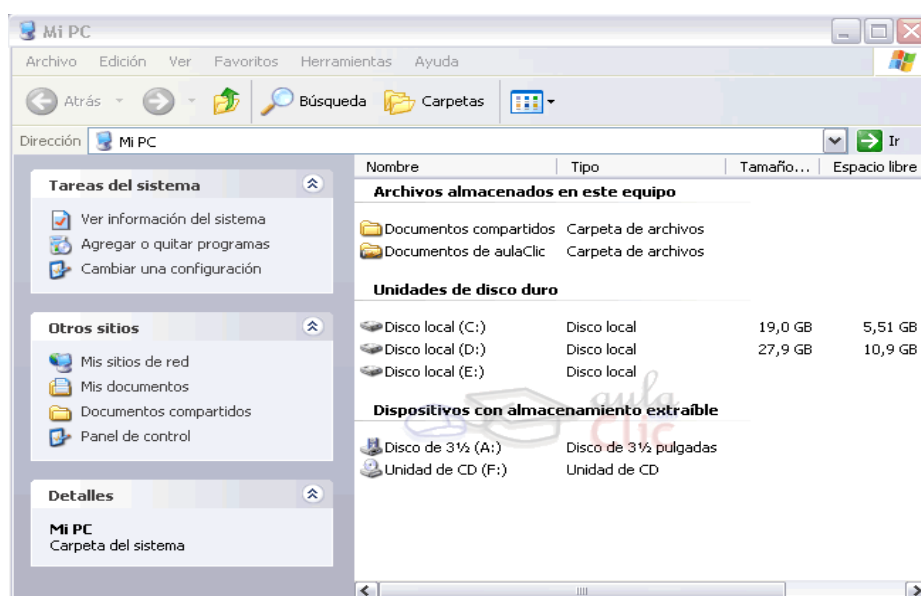 Mi PC
Archivo Edición Ver Favoritos Herramientas Ayuda
Atrás Búsqueda Carpetas
Dirección Mi PC Ir
Nombre Tipo Tamaño... Espacio libre
Tareas del sistema
Ver información del sistema
Agregar o quitar programas
Cambiar una configuración
Otros sitios
Mis sitios de red
Mis documentos
Documentos compartidos
Panel de control
Detalles
Mi PC
Carpeta del sistema
Archivos almacenados en este equipo
Documentos compartidos Carpeta de archivos
Documentos de aulaClic Carpeta de archivos
Unidades de disco duro
Disco local (C:) Disco local 19,0 GB 5,51 GB
Disco local (D:) Disco local 27,9 GB 10,9 GB
Disco local (E:) Disco local
Dispositivos con almacenamiento extraíble
Disco de 3½ (A:) Disco de 3½ pulgadas
Unidad de CD (F:) Unidad de CD
aula
Clic